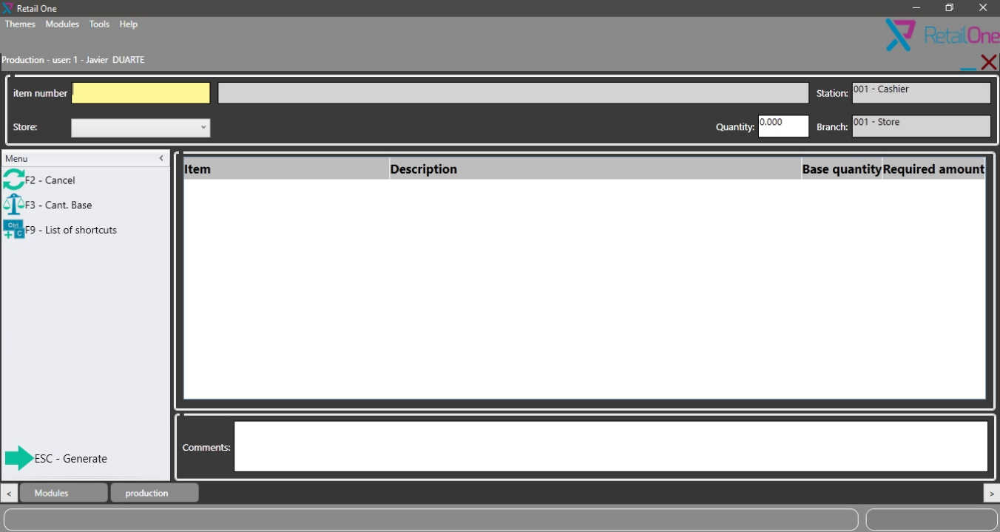 Retail One
Themes Modules Tools Help
RetailOne
Production - user: 1 - Javier DUARTE
item number
Station: 001 - Cashier
Store:
Quantity: 0.000 Branch: 001 - Store
Menu <
Item Description Base quantity Required amount
F2 - Cancel
F3 - Cant. Base
Ctrl + C F9 - List of shortcuts
Comments:
ESC - Generate
< Modules production >